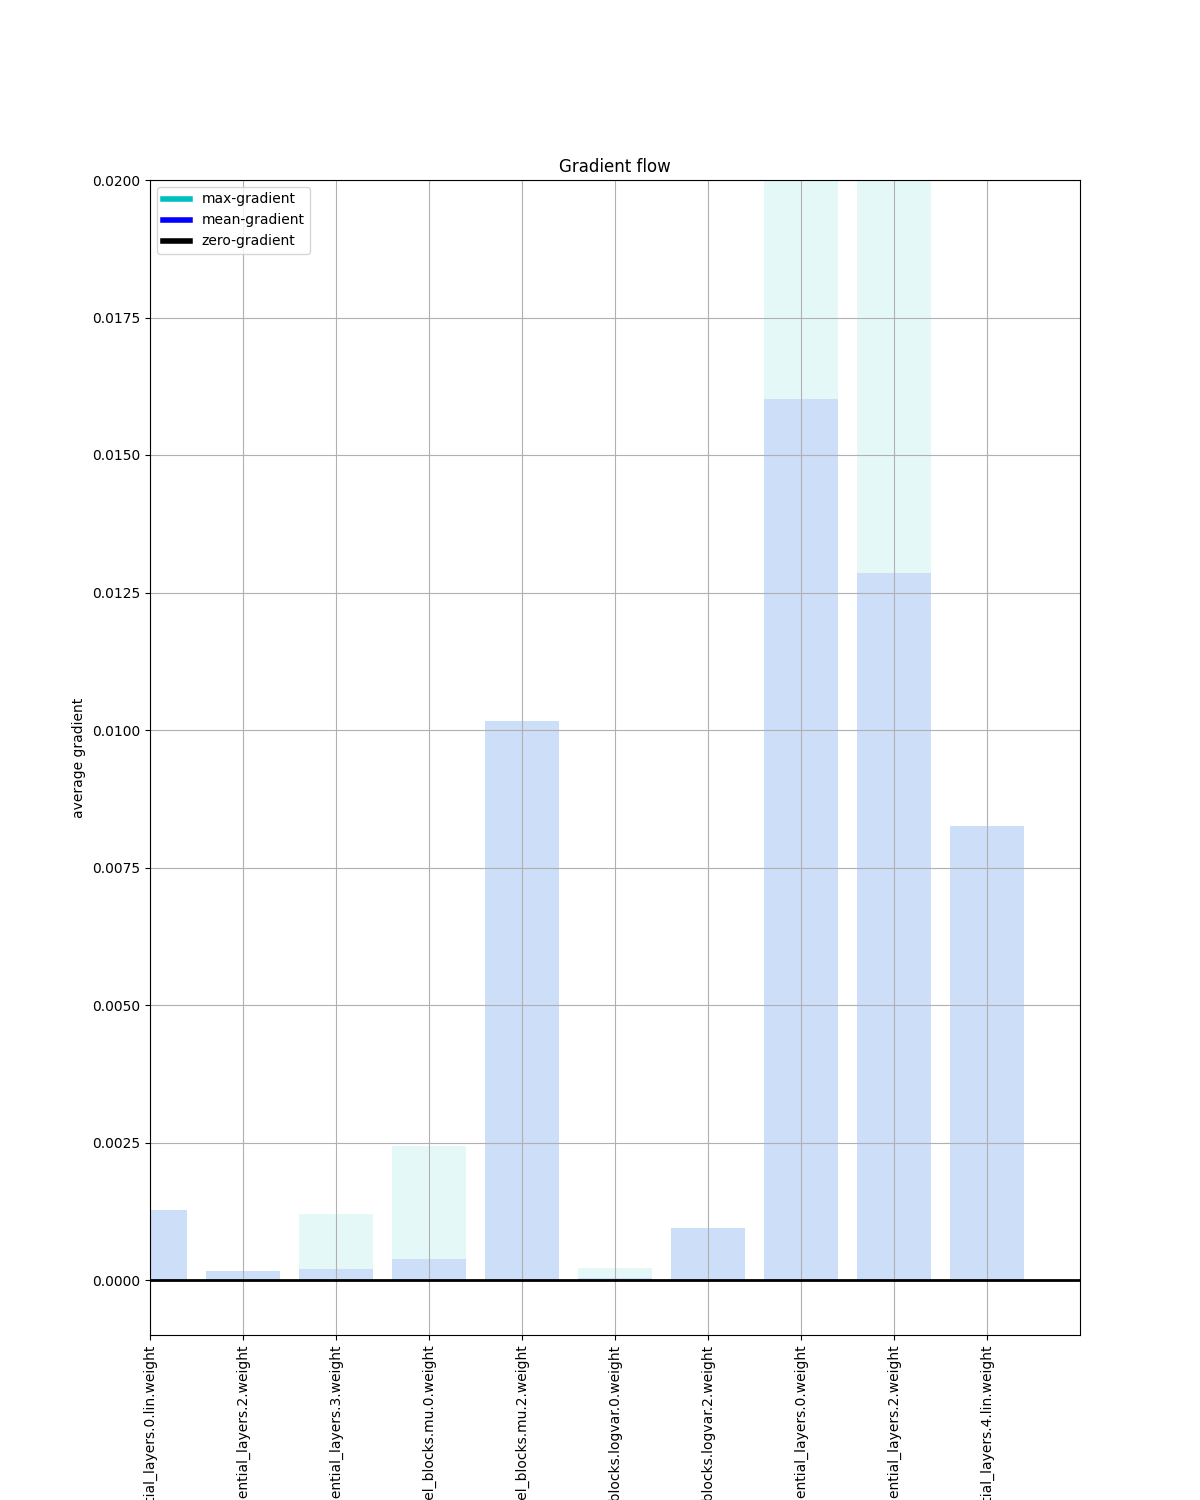 Gradient flow
max-gradient
mean-gradient
zero-gradient
0.0200
0.0175
0.0150
0.0125
0.0100
0.0075
0.0050
0.0025
0.0000
average gradient
tial_layers.0.lin.weight
ential_layers.2.weight
ential_layers.3.weight
el_blocks.mu.0.weight
el_blocks.mu.2.weight
blocks.logvar.0.weight
blocks.logvar.2.weight
ential_layers.0.weight
ential_layers.2.weight
tial_layers.4.lin.weight